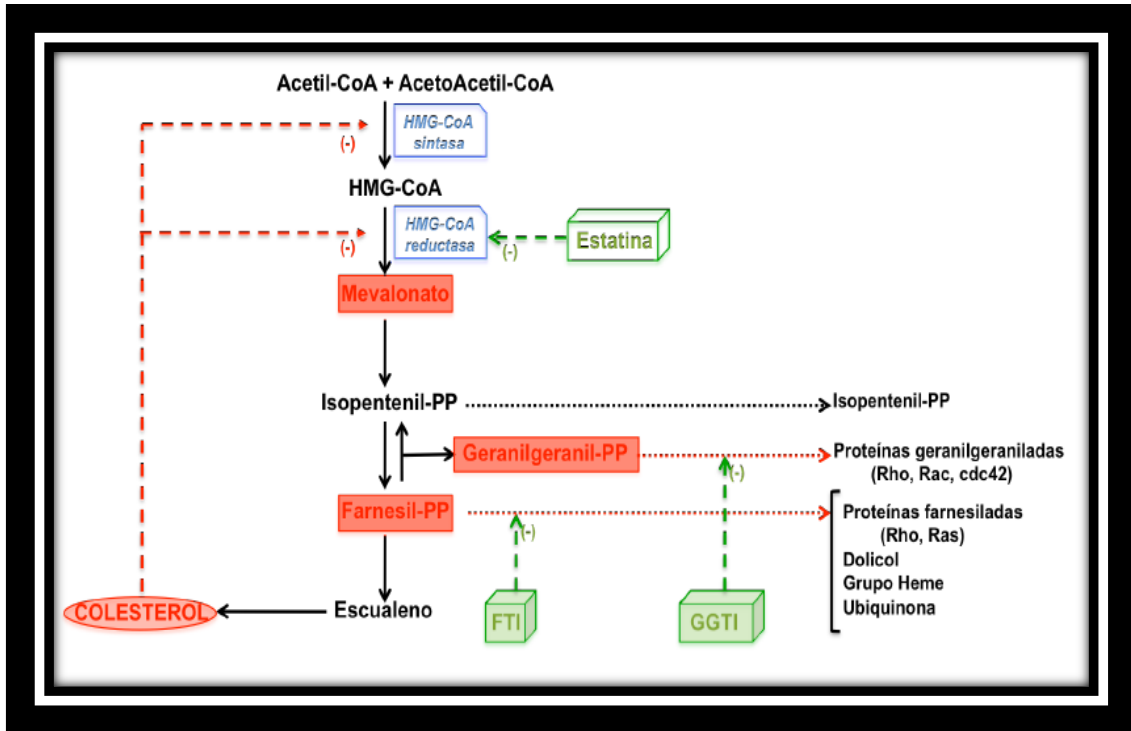 Acetil-CoA + AcetoAcetil-CoA
HMG-CoA
sintasa
(-)
HMG-CoA
HMG-CoA
reductasa
(-)
(-)
Estatina
Mevalonato
Isopentenil-PP
Isopentenil-PP
Geranilgeranil-PP
Proteínas geranilgeraniladas
(Rho, Rac, cdc42)
(-)
Farnesil-PP
Proteínas farnesiladas
(Rho, Ras)
(-)
Dolicol
Grupo Heme
Ubiquinona
COLESTEROL
Escualeno
FTI
GGTI